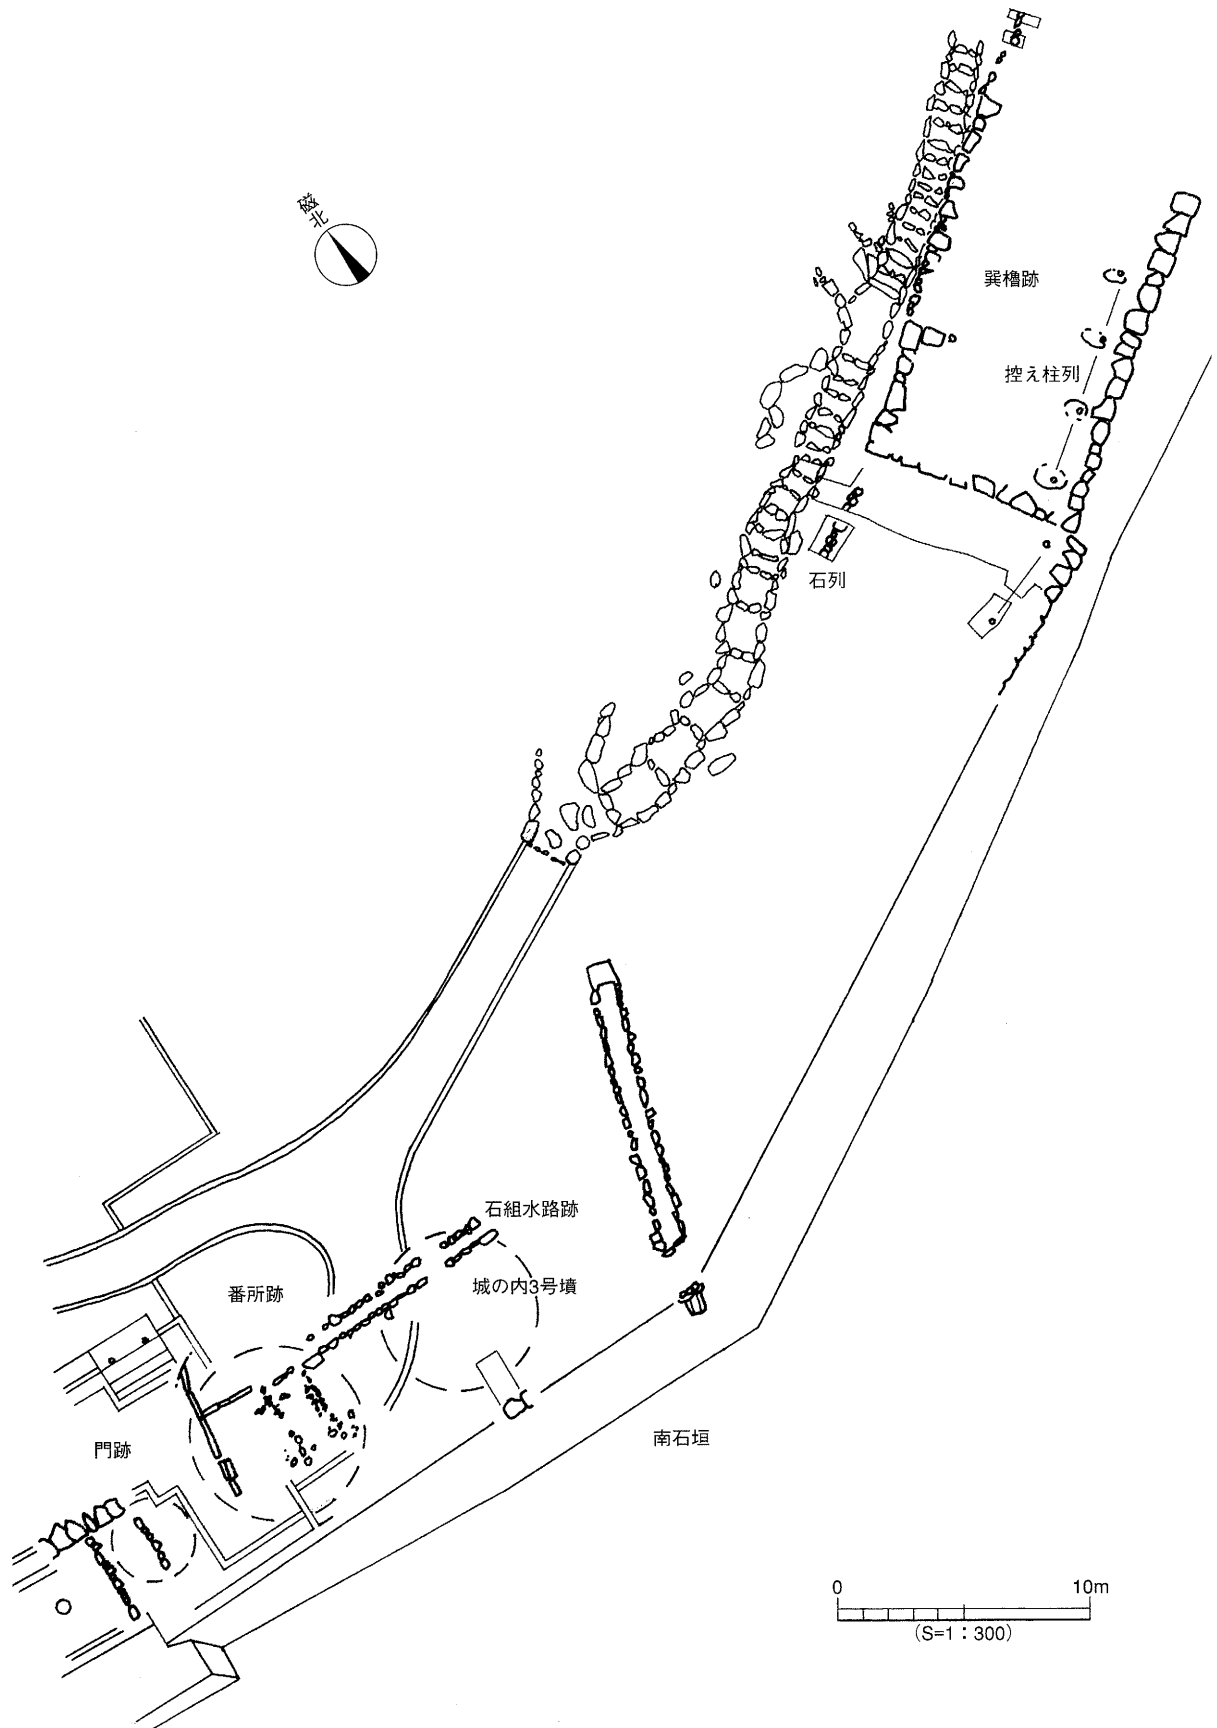 磁北
巽櫓跡
控え柱列
石列
石組水路跡
城の内3号墳
番所跡
門跡
南石垣
0 10m
(S=1：300)